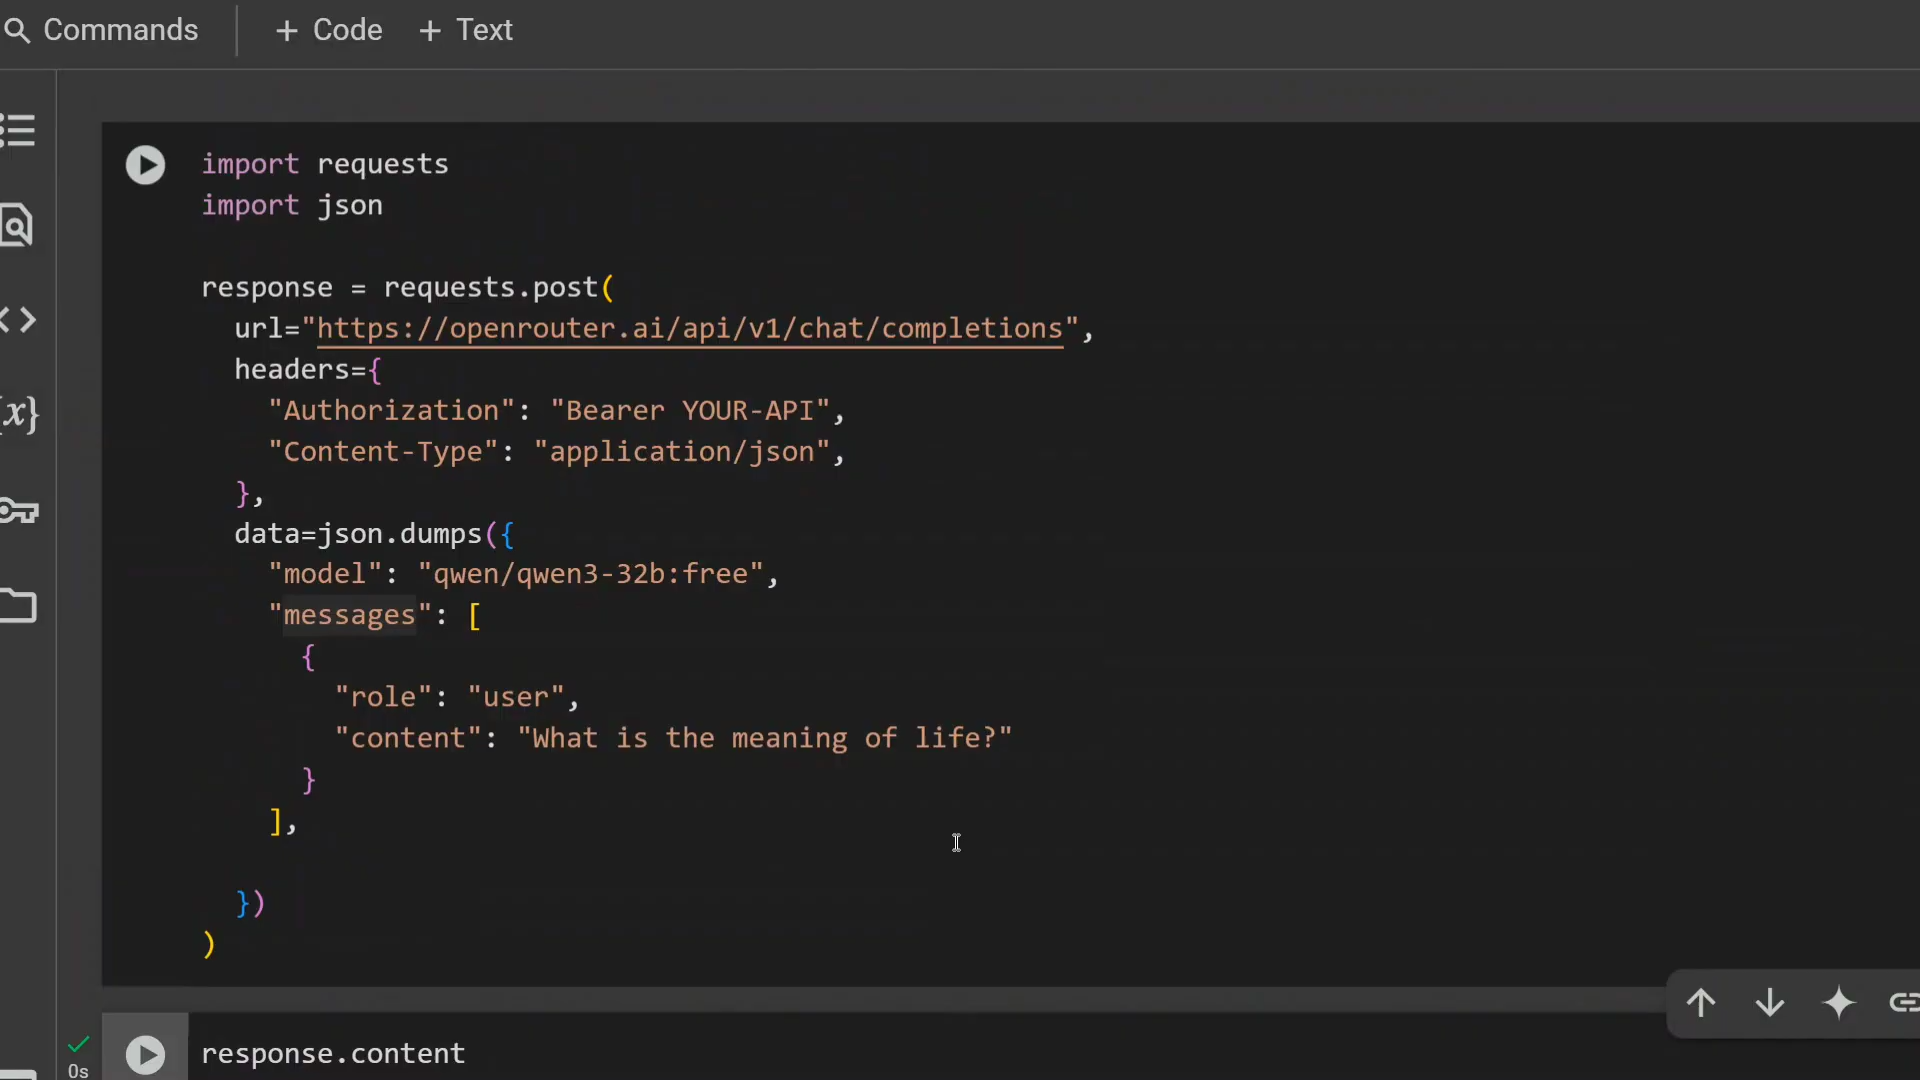 Commands + Code + Text
import requests
import json
response = requests.post(
url="https://openrouter.ai/api/v1/chat/completions",
headers={
"Authorization": "Bearer YOUR-API",
"Content-Type": "application/json",
},
data=json.dumps({
"model": "qwen/qwen3-32b:free",
"messages": [
{
"role": "user",
"content": "What is the meaning of life?"
}
],
})
)
{x}
response.content
0s